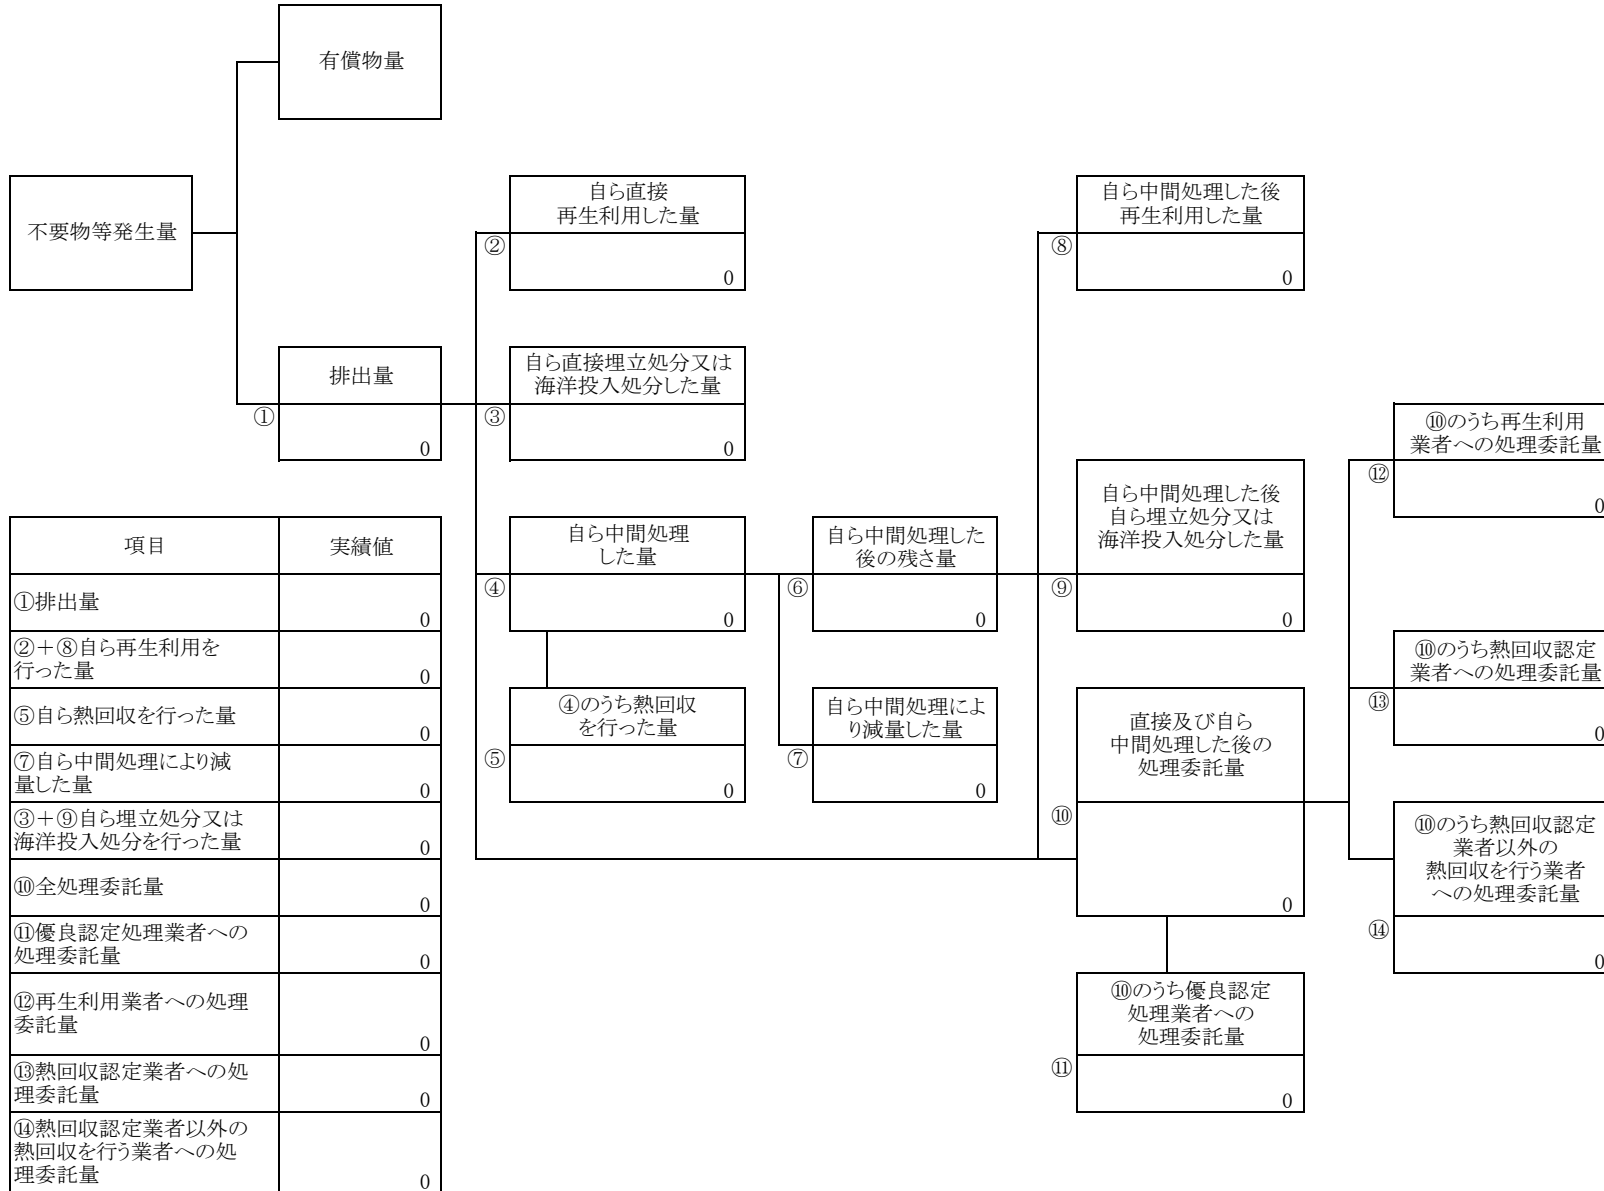 有償物量
不要物等発生量
自ら直接
再生利用した量
②
0
自ら中間処理した後
再生利用した量
⑧
0
排出量
①
0
自ら直接埋立処分又は
海洋投入処分した量
③
0
⑩のうち再生利用
業者への処理委託量
⑫
0
自ら中間処理
した量
④
0
自ら中間処理した
後の残さ量
⑥
0
自ら中間処理した後
自ら埋立処分又は
海洋投入処分した量
⑨
0
⑩のうち熱回収認定
業者への処理委託量
⑬
0
④のうち熱回収
を行った量
⑤
0
自ら中間処理によ
り減量した量
⑦
0
直接及び自ら
中間処理した後の
処理委託量
⑩
0
⑩のうち熱回収認定
業者以外の
熱回収を行う業者
への処理委託量
⑭
0
⑩のうち優良認定
処理業者への
処理委託量
⑪
0
項目 実績値
①排出量
0
②＋⑧自ら再生利用を
行った量
0
⑤自ら熱回収を行った量
0
⑦自ら中間処理により減
量した量
0
③＋⑨自ら埋立処分又は
海洋投入処分を行った量
0
⑩全処理委託量
0
⑪優良認定処理業者への
処理委託量
0
⑫再生利用業者への処理
委託量
0
⑬熱回収認定業者への処
理委託量
0
⑭熱回収認定業者以外の
熱回収を行う業者への処
理委託量
0